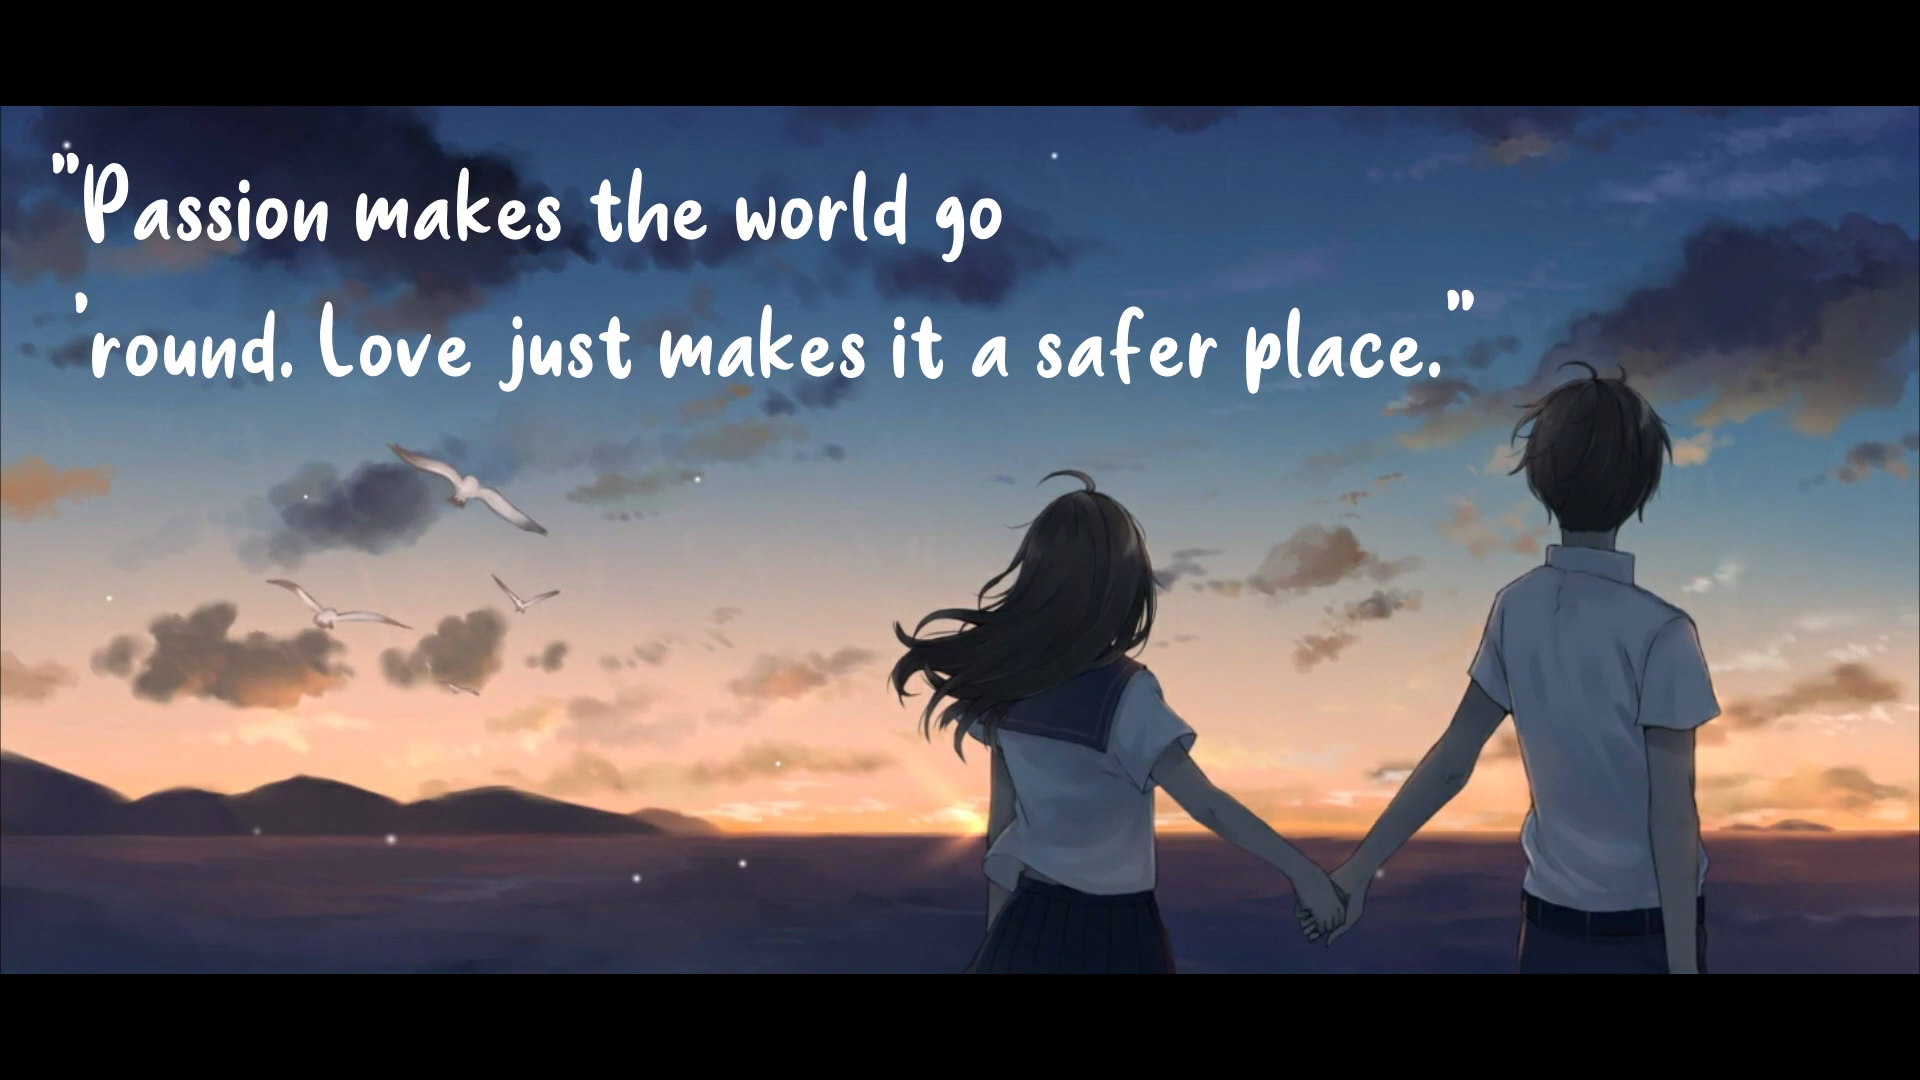 "Passion makes the world go
'round. Love just makes it a safer place."